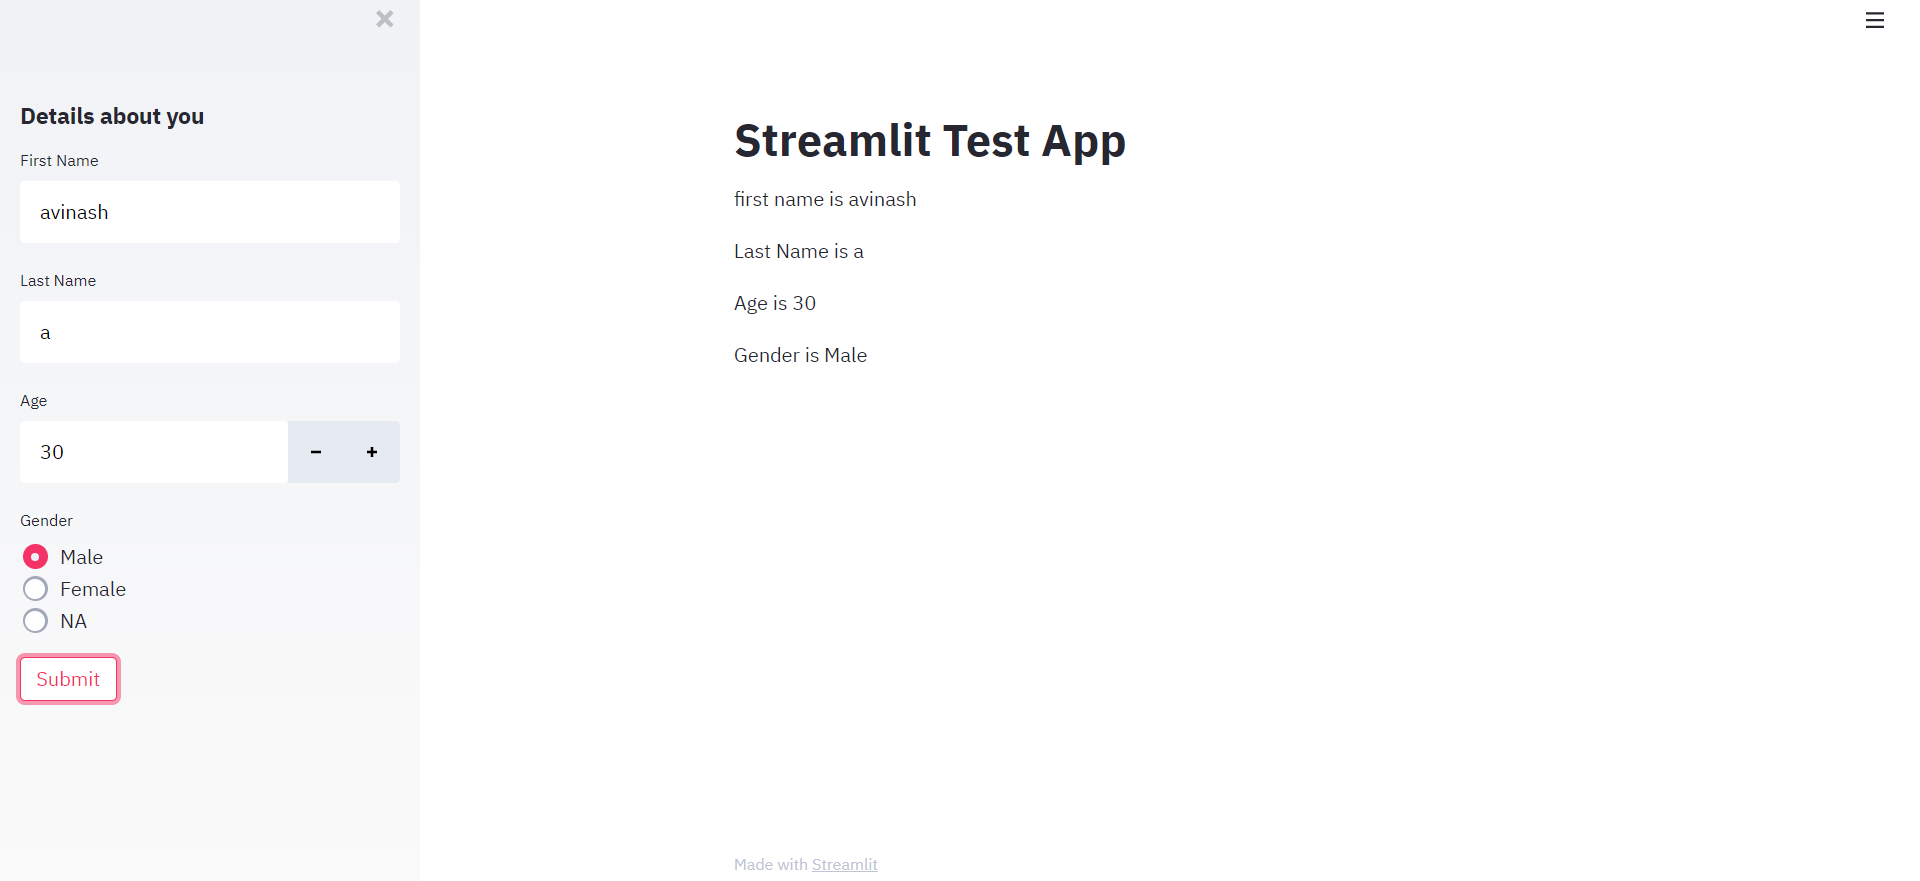 Details about you
First Name
avinash
Last Name
a
Age
30
Gender
Male
Female
NA
Submit
Streamlit Test App
first name is avinash
Last Name is a
Age is 30
Gender is Male
Made with Streamlit